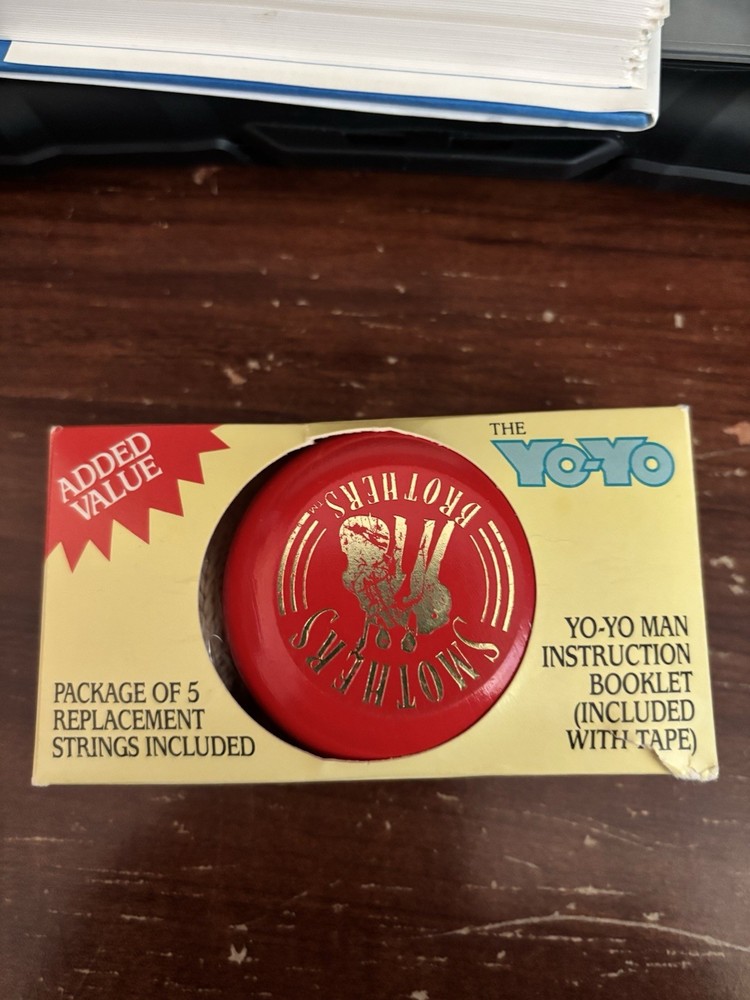 ADDED
VALUE
THE
YO-YO
SMOTHERS
BROTHERS™
PACKAGE OF 5
REPLACEMENT
STRINGS INCLUDED
YO-YO MAN
INSTRUCTION
BOOKLET
(INCLUDED
WITH TAPE)